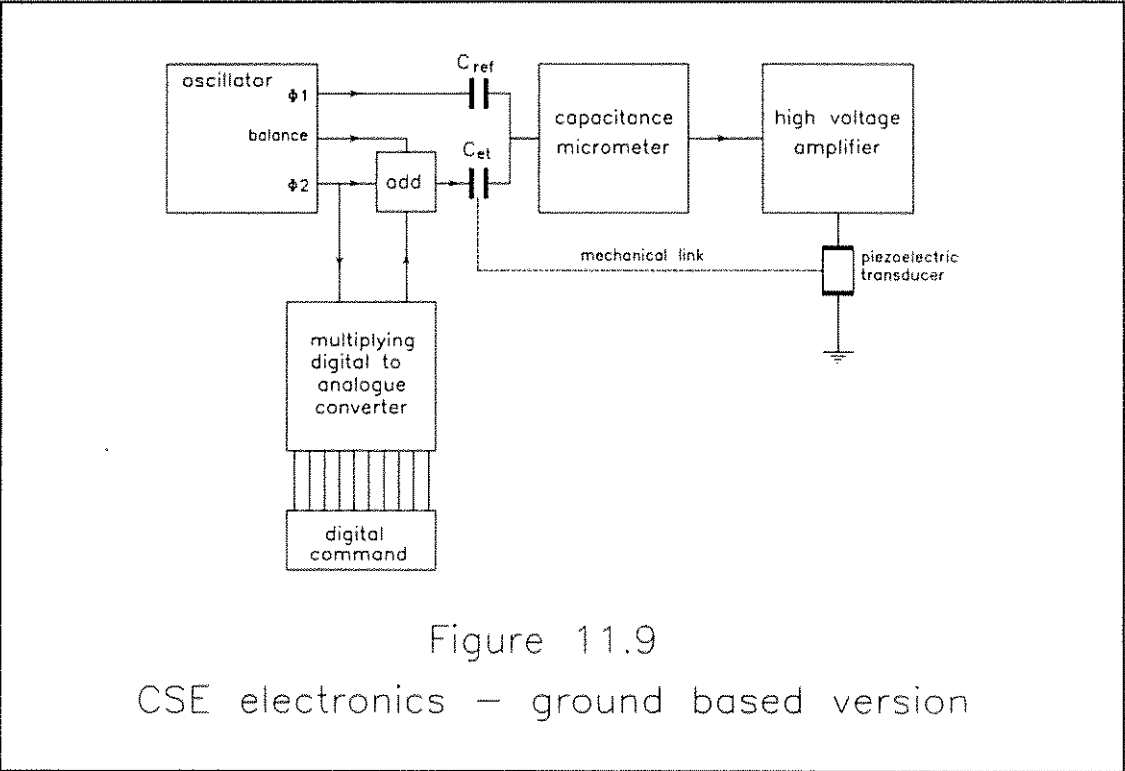 oscillator
Φ1
balance
Φ2
add
C ref
C et
capacitance
micrometer
high voltage
amplifier
mechanical link
piezoelectric
transducer
multiplying
digital to
analogue
converter
digital
command
Figure 11.9
CSE electronics – ground based version